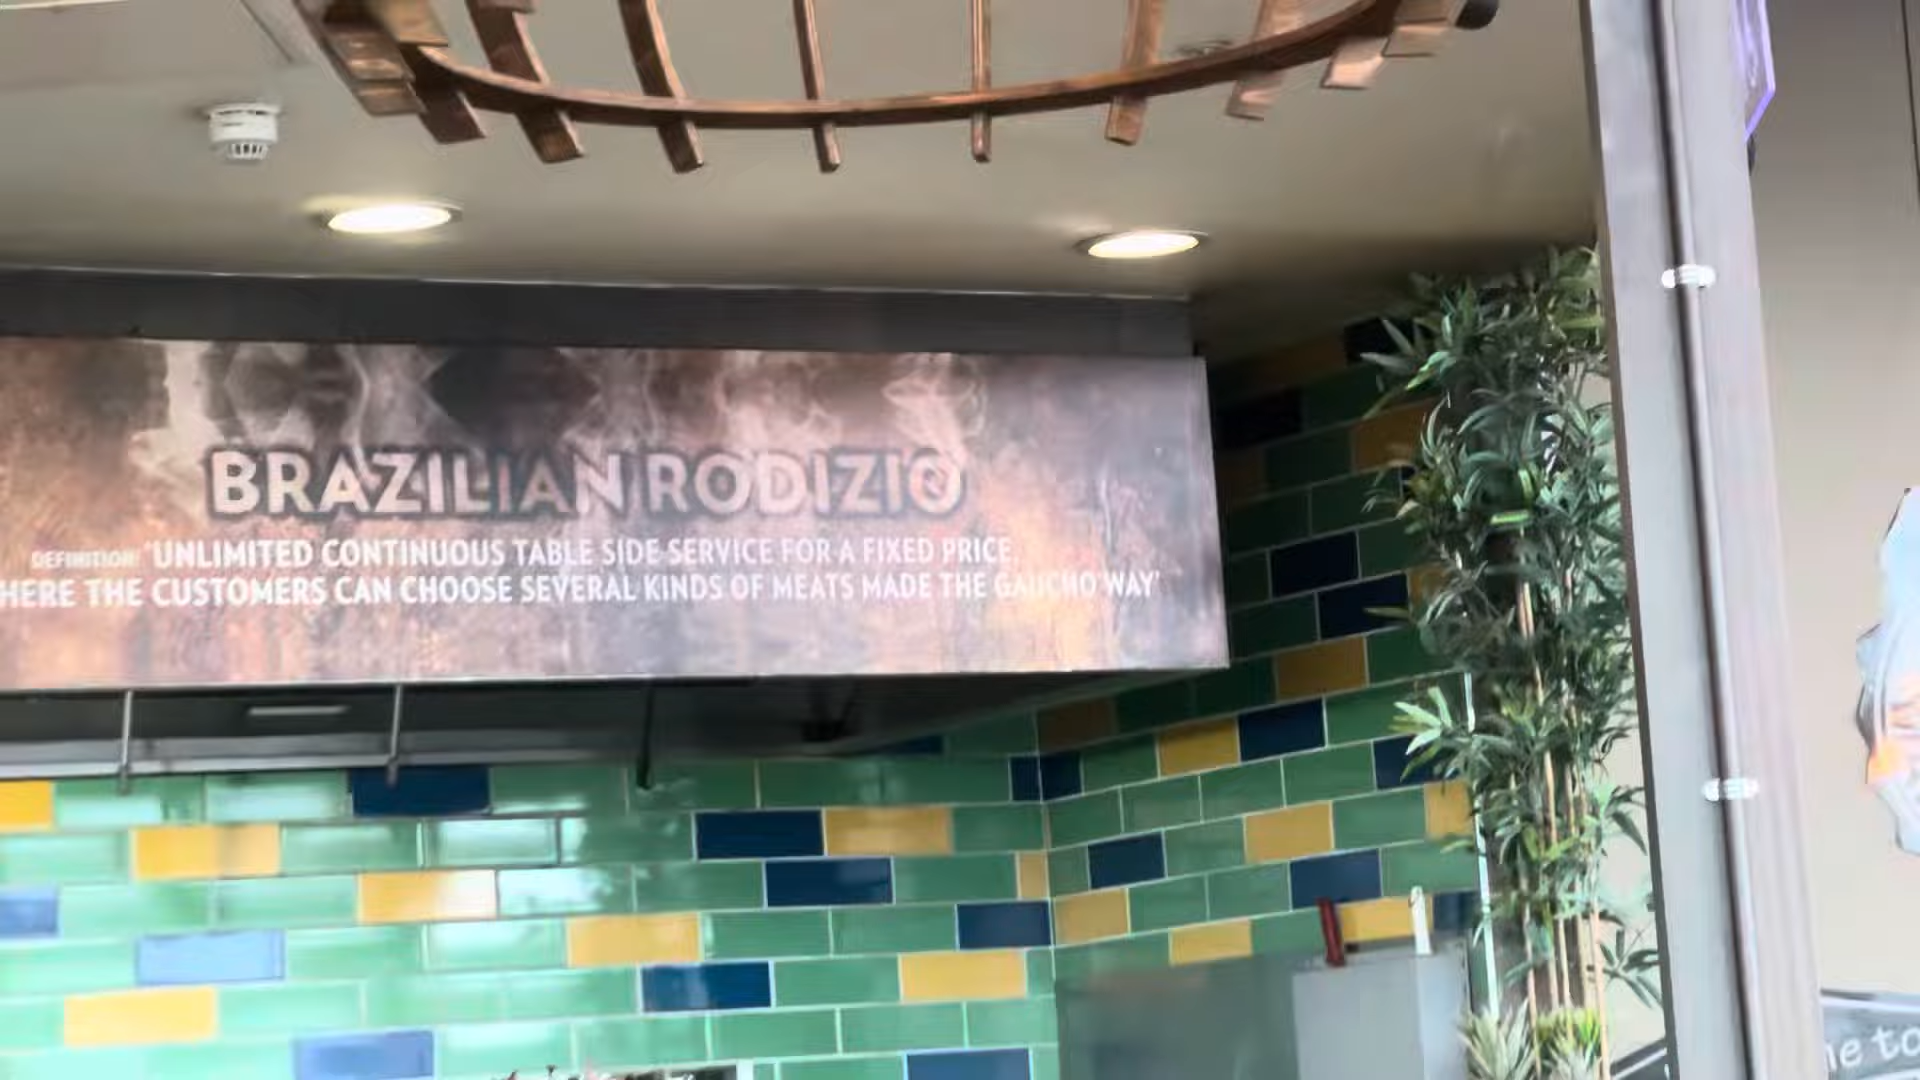 BRAZILIAN RODIZIO
DEFINITION: 'UNLIMITED CONTINUOUS TABLE SIDE SERVICE FOR A FIXED PRICE,
HERE THE CUSTOMERS CAN CHOOSE SEVERAL KINDS OF MEATS MADE THE GAUCHO WAY'